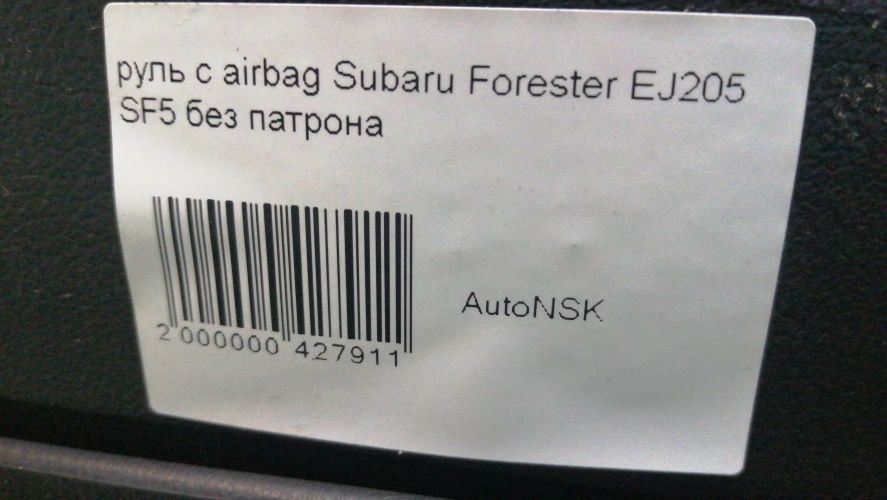 руль с airbag Subaru Forester EJ205
SF5 без патрона
AutoNSK
2 000000 427911